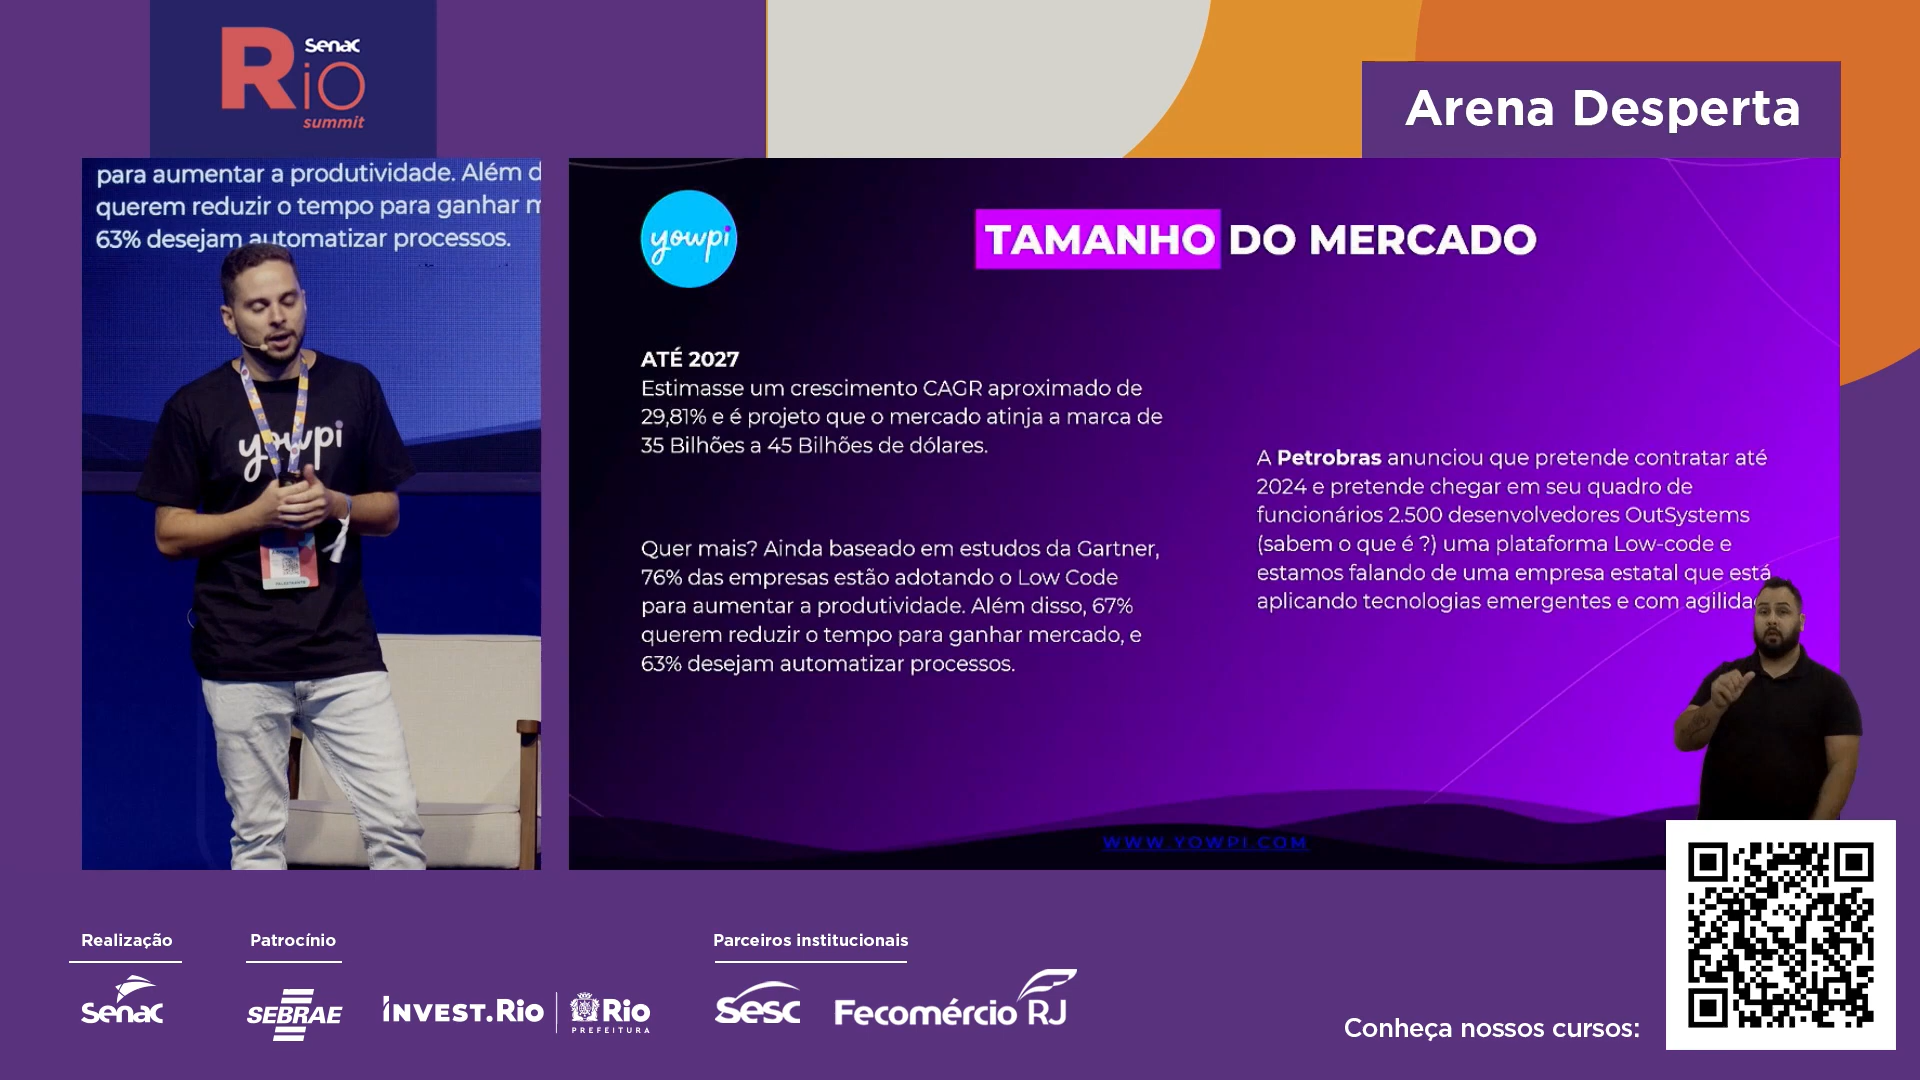 R
Senac
iO
summit
Arena Desperta
para aumentar a produtividade. Além d
querem reduzir o tempo para ganhar m
63% desejam automatizar processos.
yowpi
yowpi
TAMANHO DO MERCADO
ATÉ 2027
Estimasse um crescimento CAGR aproximado de
29,81% e é projeto que o mercado atinja a marca de
35 Bilhões a 45 Bilhões de dólares.
Quer mais? Ainda baseado em estudos da Gartner,
76% das empresas estão adotando o Low Code
para aumentar a produtividade. Além disso, 67%
querem reduzir o tempo para ganhar mercado, e
63% desejam automatizar processos.
A Petrobras anunciou que pretende contratar até
2024 e pretende chegar em seu quadro de
funcionários 2.500 desenvolvedores OutSystems
(sabem o que é ?) uma plataforma Low-code e
estamos falando de uma empresa estatal que está
aplicando tecnologias emergentes e com agilida
WWW.YOWPI.COM
Realização
Senac
Patrocínio
SEBRAE
INVEST.Rio
Rio
PREFEITURA
Parceiros institucionais
Sesc
Fecomércio RJ
Conheça nossos cursos: